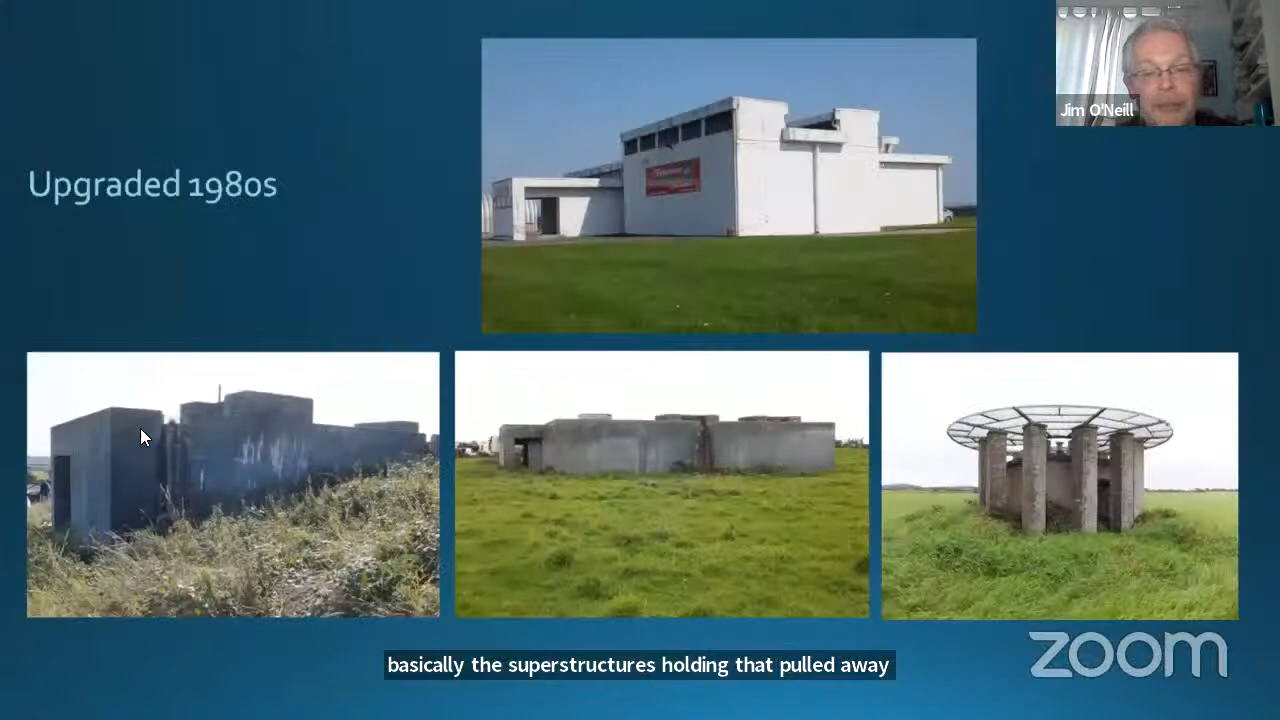 Jim O'Neill
Upgraded 1980s
basically the superstructures holding that pulled away
zoom